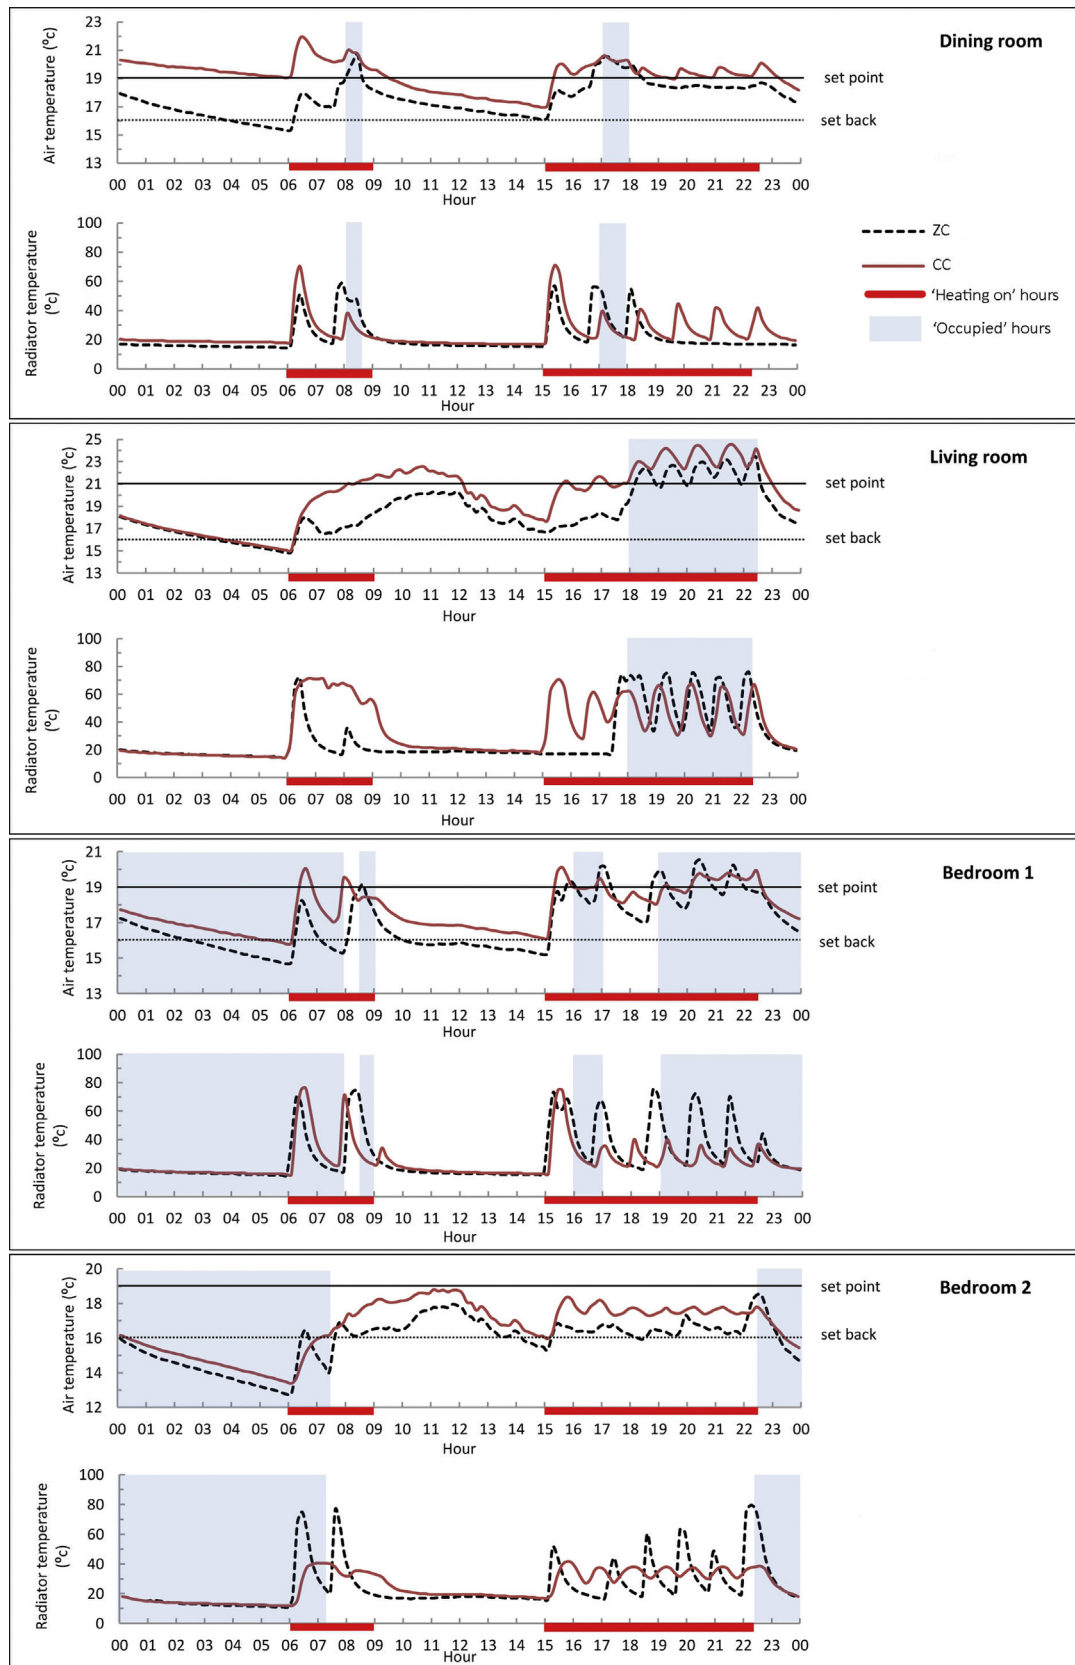 Dining room
Air temperature (⁰c)
23
21
19
17
15
13
set point
set back
00 01 02 03 04 05 06 07 08 09 10 11 12 13 14 15 16 17 18 19 20 21 22 23 00
Hour
Radiator temperature
(⁰c)
100
80
60
40
20
0
00 01 02 03 04 05 06 07 08 09 10 11 12 13 14 15 16 17 18 19 20 21 22 23 00
Hour
ZC
CC
'Heating on' hours
'Occupied' hours
Living room
Air temperature (⁰c)
25
23
21
19
17
15
13
set point
set back
00 01 02 03 04 05 06 07 08 09 10 11 12 13 14 15 16 17 18 19 20 21 22 23 00
Hour
Radiator temperature
(⁰c)
100
80
60
40
20
0
00 01 02 03 04 05 06 07 08 09 10 11 12 13 14 15 16 17 18 19 20 21 22 23 00
Hour
Bedroom 1
Air temperature (⁰c)
21
19
17
15
13
set point
set back
00 01 02 03 04 05 06 07 08 09 10 11 12 13 14 15 16 17 18 19 20 21 22 23 00
Hour
Radiator temperature
(⁰c)
100
80
60
40
20
0
00 01 02 03 04 05 06 07 08 09 10 11 12 13 14 15 16 17 18 19 20 21 22 23 00
Hour
Bedroom 2
Air temperature (⁰c)
20
18
16
14
12
set point
set back
00 01 02 03 04 05 06 07 08 09 10 11 12 13 14 15 16 17 18 19 20 21 22 23 00
Hour
Radiator temperature
(⁰c)
100
80
60
40
20
0
00 01 02 03 04 05 06 07 08 09 10 11 12 13 14 15 16 17 18 19 20 21 22 23 00
Hour